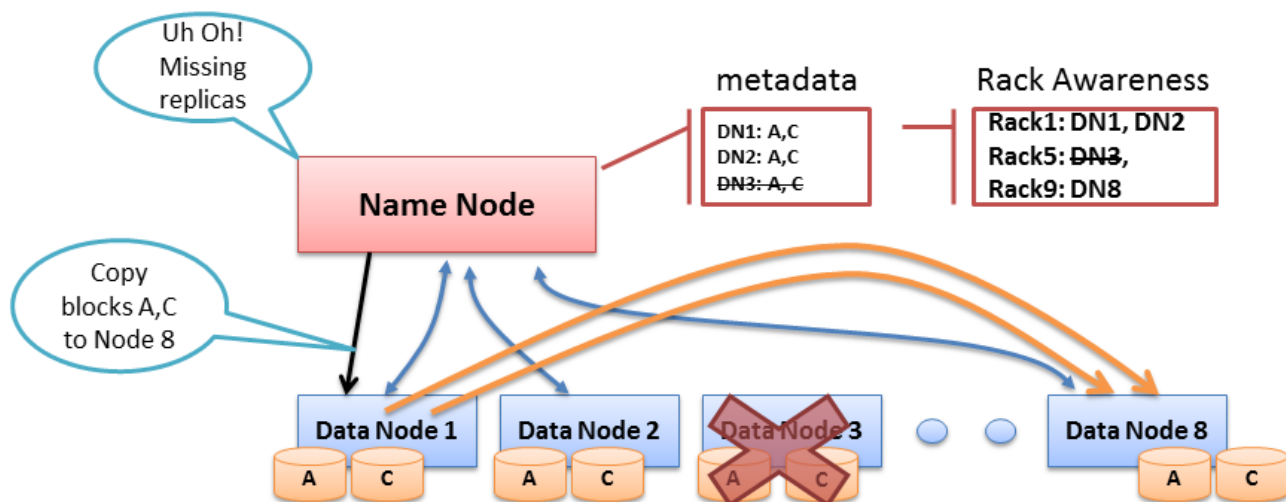 Uh Oh!
Missing
replicas
metadata
Rack Awareness
DN1: A,C
DN2: A,C
DN3: A, C
Rack1: DN1, DN2
Rack5: DN3,
Rack9: DN8
Name Node
Copy
blocks A,C
to Node 8
Data Node 1
Data Node 2
Data Node 3
Data Node 8
A C
A C
A C
A C